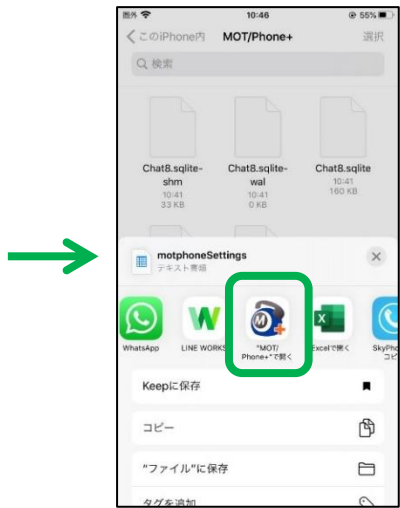 圏外 10:46 55%
このiPhone内 MOT/Phone+ 選択
検索
Chat8.sqlite-shm
10:41
33 KB
Chat8.sqlite-wal
10:41
0 KB
Chat8.sqlite
10:41
160 KB
motphoneSettings
テキスト書類
WhatsApp
LINE WORKS
"MOT/
Phone+"で開く
Excelで開く
SkyPho
Keepに保存
コピー
"ファイル"に保存
タグを追加